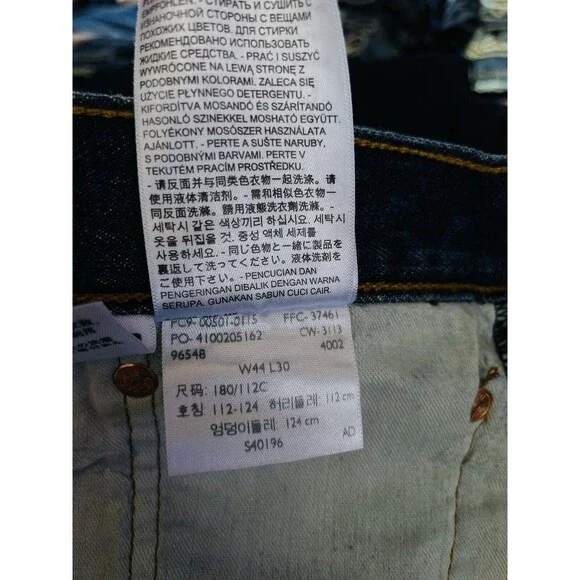 EMPFOHLEN. - СТИРАТЬ И СУШИТЬ С
ИЗНАНОЧНОЙ СТОРОНЫ С ВЕЩАМИ
ПОХОЖИХ ЦВЕТОВ. ДЛЯ СТИРКИ
РЕКОМЕНДОВАНО ИСПОЛЬЗОВАТЬ
ЖИДКИЕ СРЕДСТВА. - PRAĆ I SUSZYĆ
WYWRÓCONE NA LEWĄ STRONĘ Z
PODOBNYMI KOLORAMI. ZALECA SIĘ
UŻYCIE PŁYNNEGO DETERGENTU. -
KIFORDÍTVA MOSANDÓ ÉS SZÁRÍTANDÓ
HASONLÓ SZINEKKEL MOSHATÓ EGYÜTT.
FOLYÉKONY MOSÓSZER HASZNÁLATA
AJÁNLOTT. - PERTE A SUŠTE NARUBY,
S PODOBNÝMI BARVAMI. PERTE V
TEKUTÉM PRACÍM PROSTŘEDKU.
- 请反面并与同类色衣物一起洗涤。请
使用液体清洁剂。- 需和相似色衣物一
同反面洗滌。請用液態洗衣劑洗滌。-
세탁시 같은 색상끼리 하십시요. 세탁시
옷을 뒤집을 것. 중성 액체 세제를
사용하세요. - 同じ色物と一緒に製品を
裏返して洗ってください。液体洗剤をご
使用下さい。- PENCUCIAN DAN
PENGERINGAN DIBALIK DENGAN WARNA
SERUPA. GUNAKAN SABUN CUCI CAIR.
PC9- 00501-0115 FFC- 37461
PO- 4100205162 CW- 3113
96548 4002
W44 L30
尺码: 180/112C
호칭 112-124 허리둘레: 112 cm
엉덩이둘레: 124 cm
S40196 AD